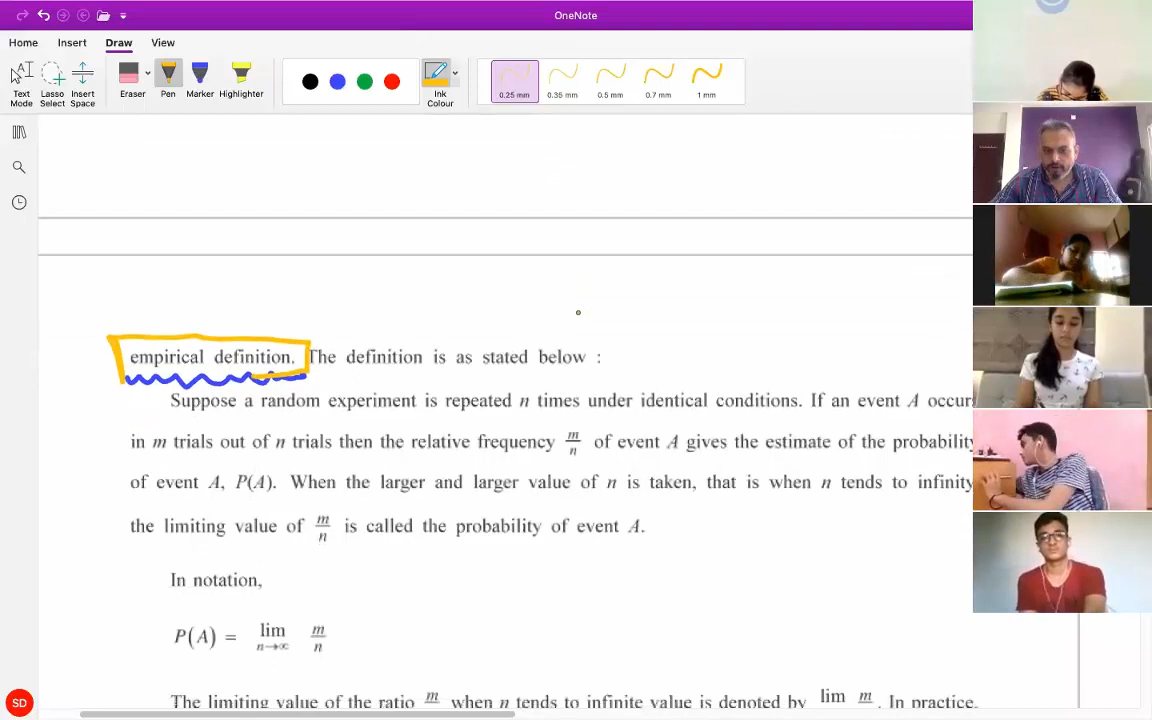 OneNote
Home Insert Draw View
Text Mode Lasso Select Insert Space Eraser Pen Marker Highlighter Ink Colour 0.25 mm 0.35 mm 0.5 mm 0.7 mm 1 mm
empirical definition. The definition is as stated below :
Suppose a random experiment is repeated n times under identical conditions. If an event A occurs
in m trials out of n trials then the relative frequency m/n of event A gives the estimate of the probability
of event A, P(A). When the larger and larger value of n is taken, that is when n tends to infinity
the limiting value of m/n is called the probability of event A.
In notation,
P(A) = lim n→∞ m/n
The limiting value of the ratio m when n tends to infinite value is denoted by lim m . In practice,
SD